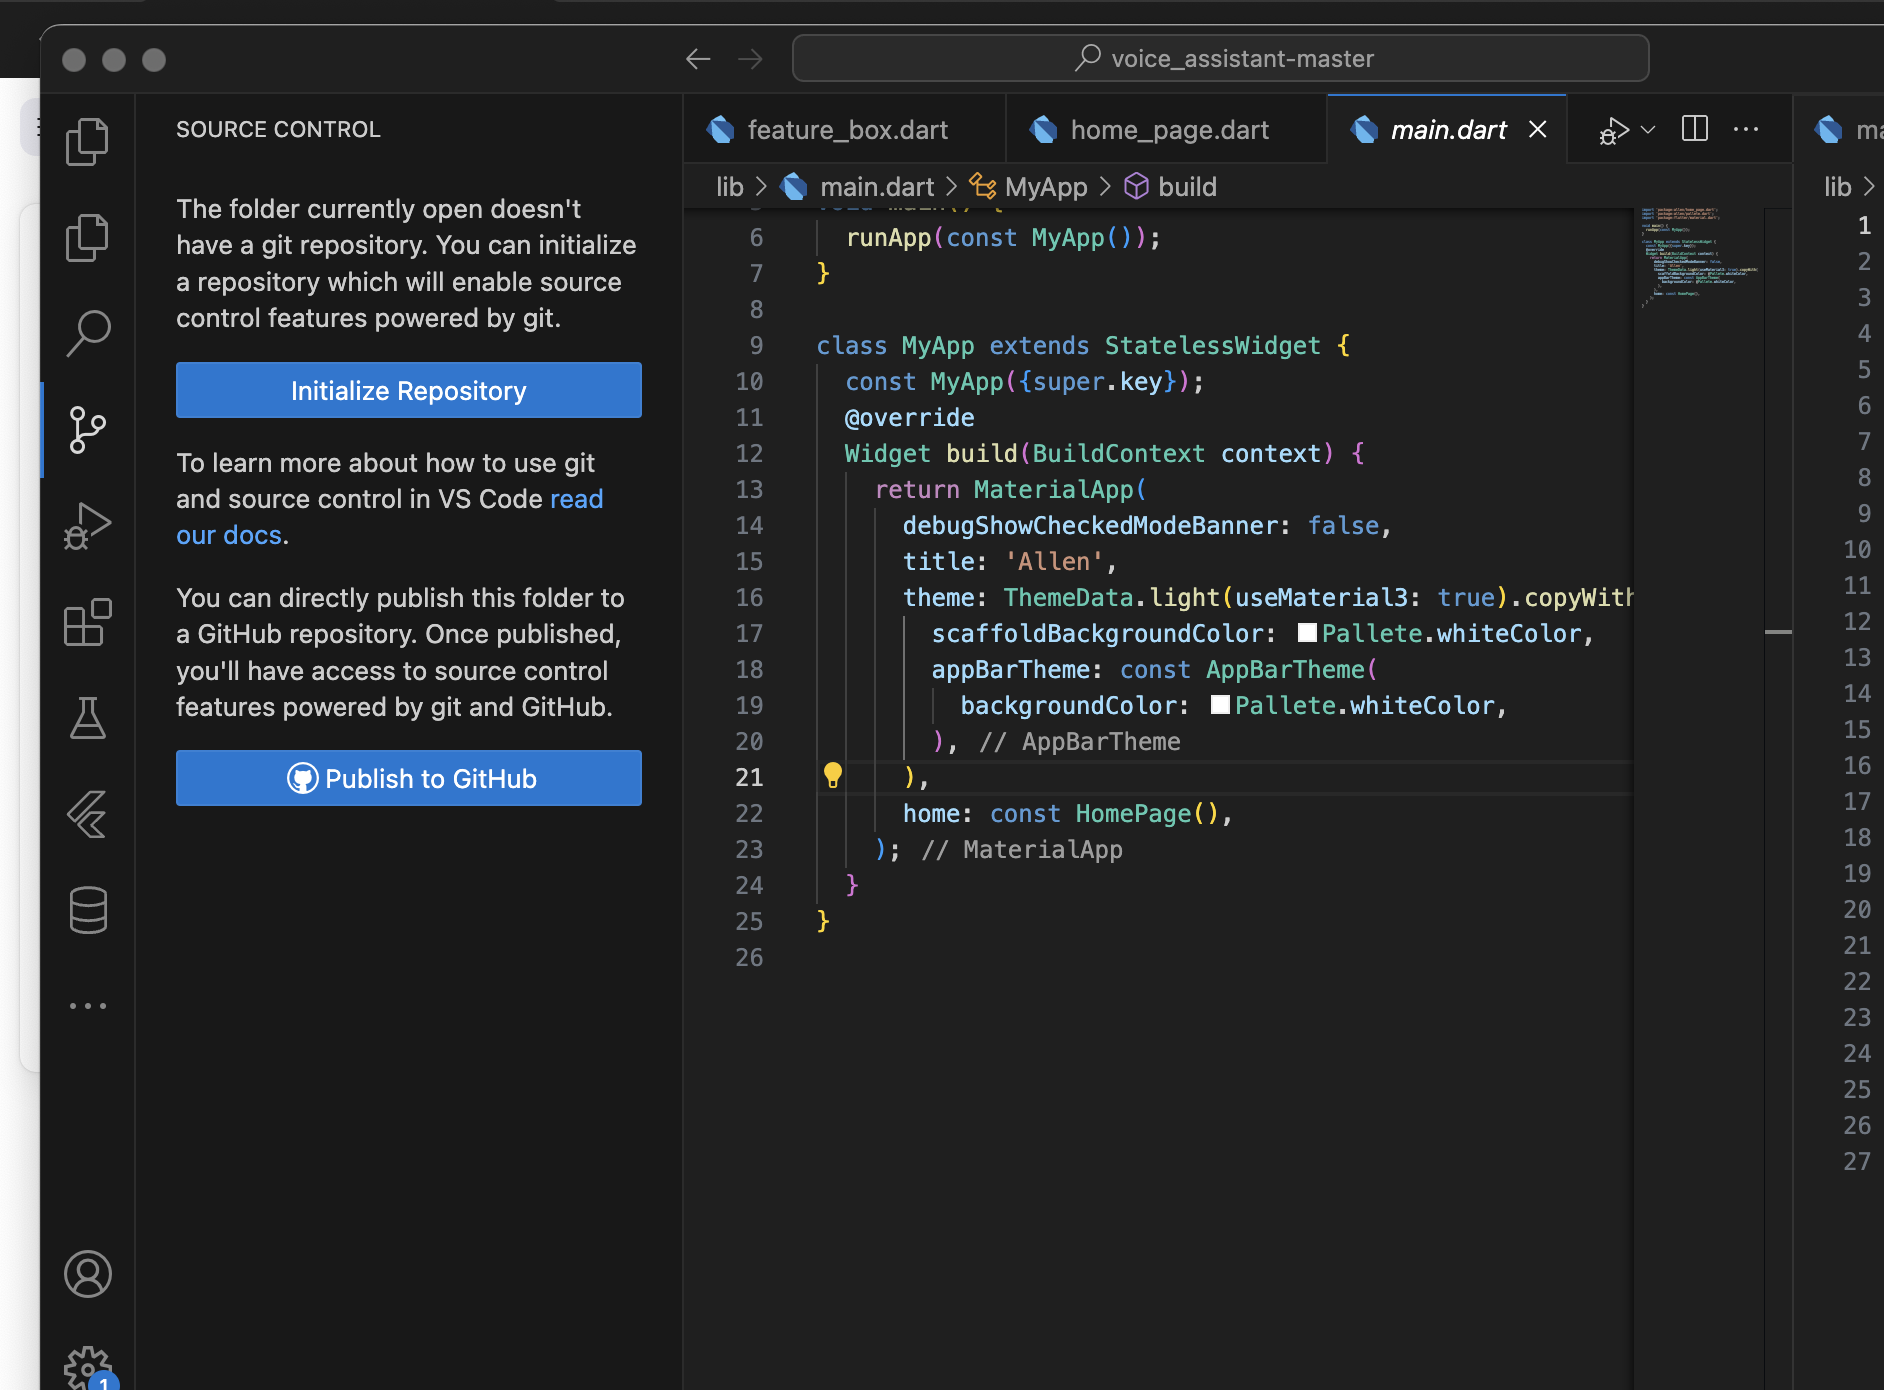 voice_assistant-master
SOURCE CONTROL
The folder currently open doesn't
have a git repository. You can initialize
a repository which will enable source
control features powered by git.
Initialize Repository
To learn more about how to use git
and source control in VS Code read
our docs.
You can directly publish this folder to
a GitHub repository. Once published,
you'll have access to source control
features powered by git and GitHub.
Publish to GitHub
1
feature_box.dart
home_page.dart
main.dart
lib > main.dart > MyApp > build
6 runApp(const MyApp());
7 }
8
9 class MyApp extends StatelessWidget {
10 const MyApp({super.key});
11 @override
12 Widget build(BuildContext context) {
13 return MaterialApp(
14 debugShowCheckedModeBanner: false,
15 title: 'Allen',
16 theme: ThemeData.light(useMaterial3: true).copyWith
17 scaffoldBackgroundColor: Pallete.whiteColor,
18 appBarTheme: const AppBarTheme(
19 backgroundColor: Pallete.whiteColor,
20 ), // AppBarTheme
21 ),
22 home: const HomePage(),
23 ); // MaterialApp
24 }
25 }
26
lib >
1
2
3
4
5
6
7
8
9
10
11
12
13
14
15
16
17
18
19
20
21
22
23
24
25
26
27